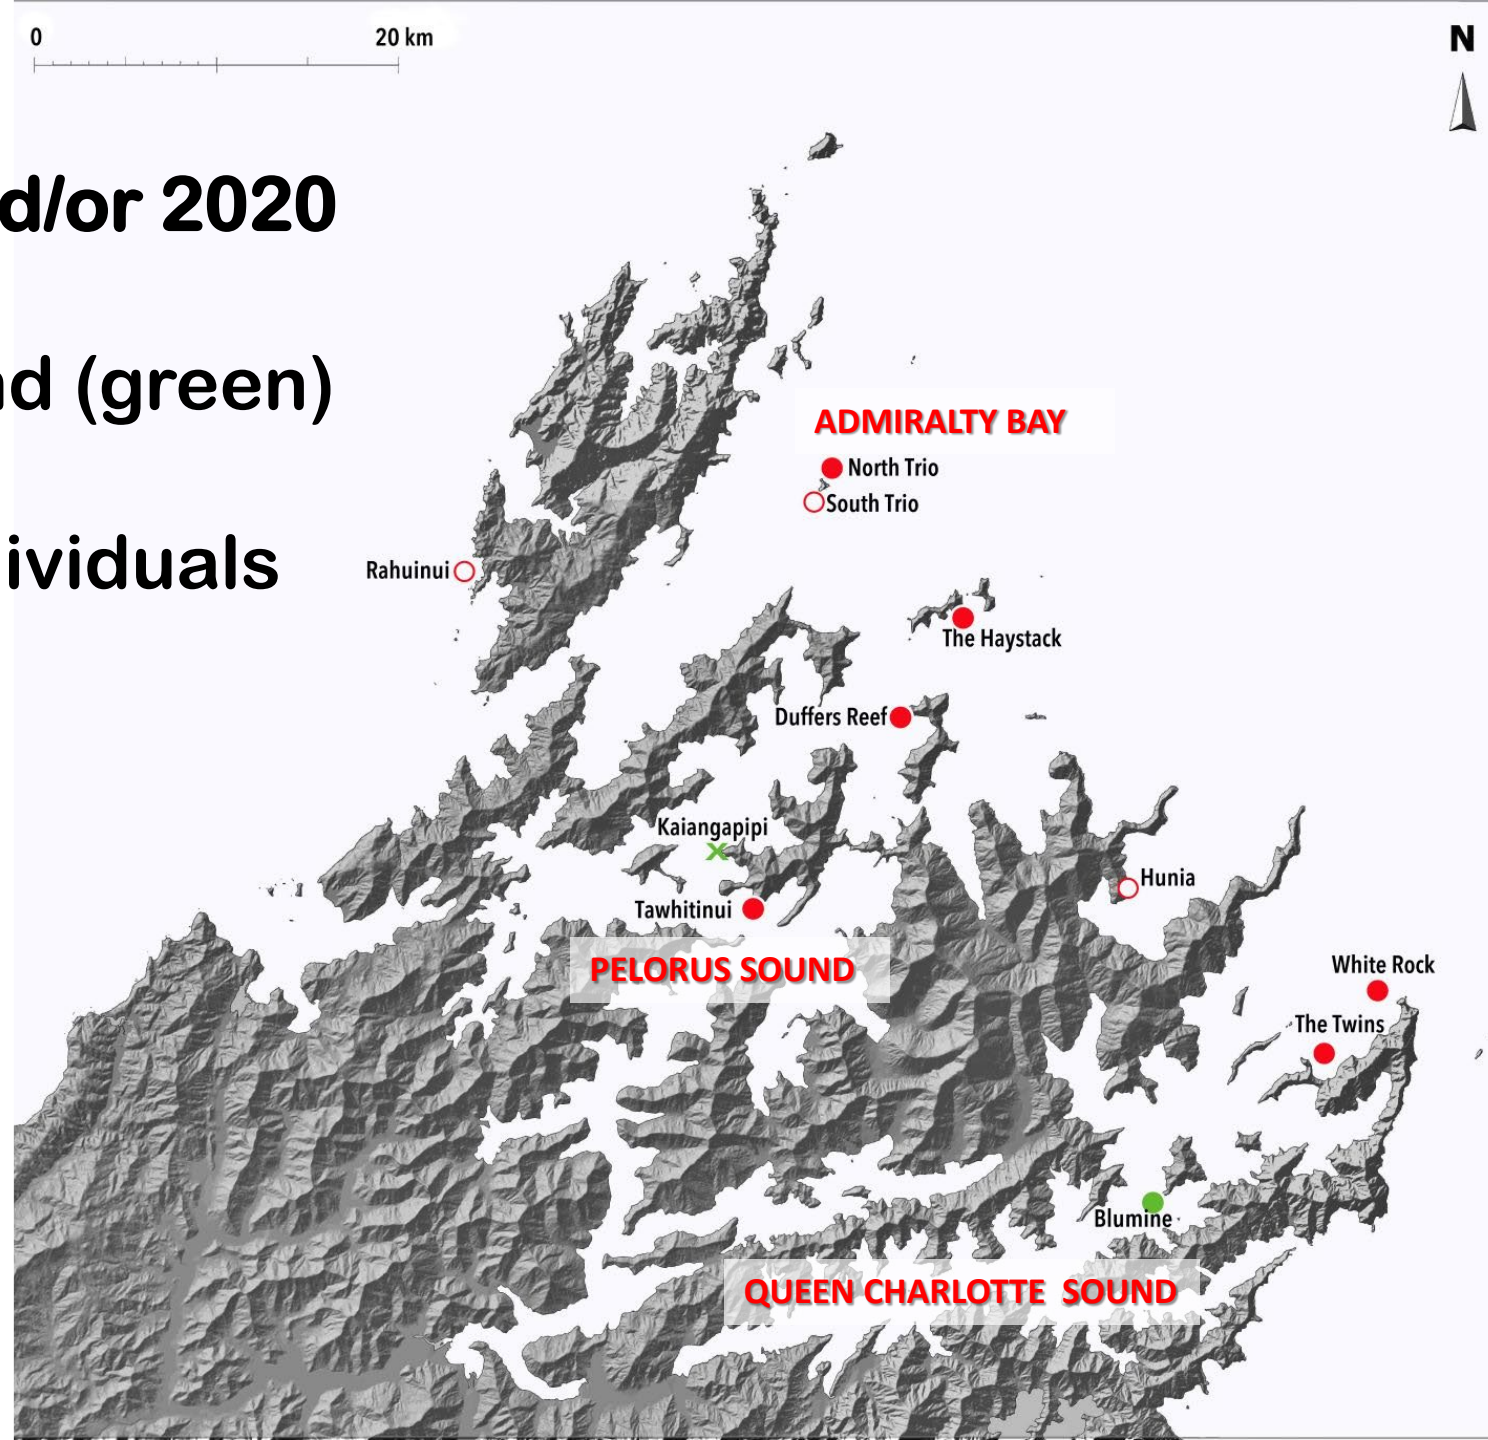 0 20 km
N
d/or 2020
d (green)
ividuals
ADMIRALTY BAY
North Trio
South Trio
Rahuinui
The Haystack
Duffers Reef
Kaiangapipi
Hunia
Tawhitinui
PELORUS SOUND
White Rock
The Twins
Blumine
QUEEN CHARLOTTE SOUND